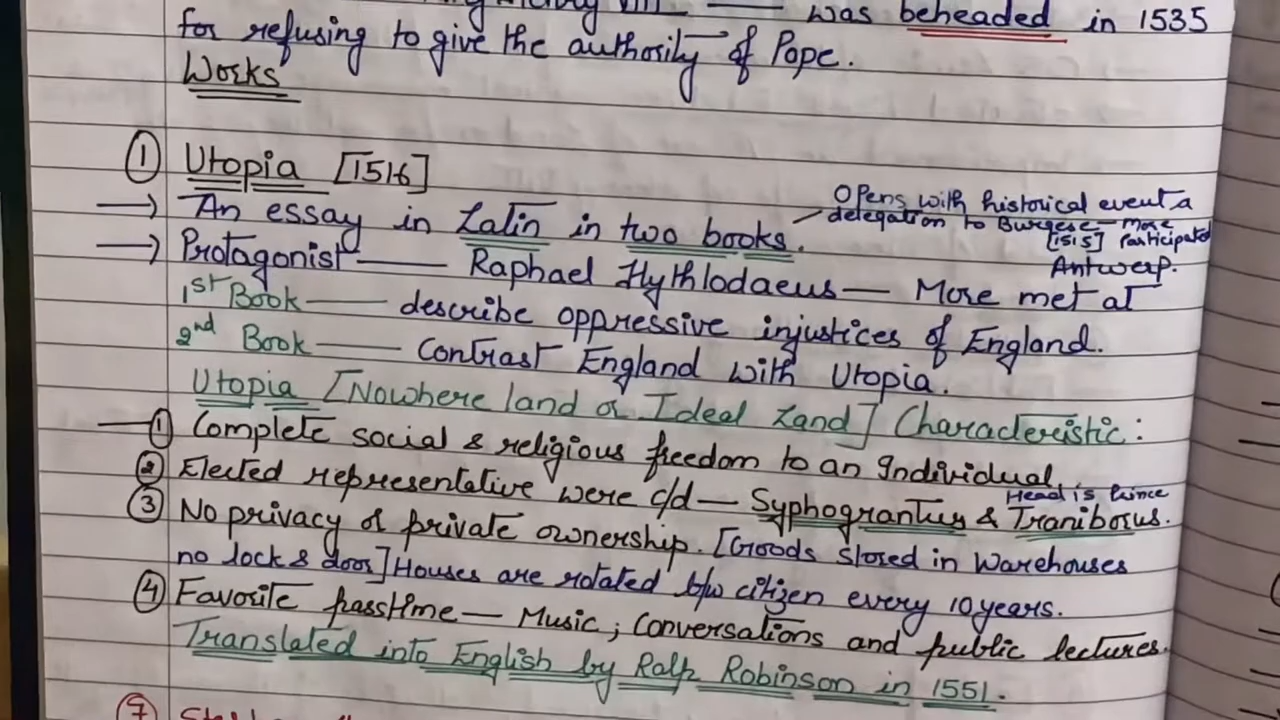 VIII — was beheaded in 1535
for refusing to give the authority of Pope.
Works
① Utopia [1516]
→ An essay in Latin in two books.
Opens with historical event a
delegation to Burgese — More
[1515] Participated
Antwerp.
→ Protagonist — Raphael Hythlodaeus — More met at
1st Book — describe oppressive injustices of England.
2nd Book — Contrast England with Utopia.
Utopia [Nowhere land or Ideal Land] Characteristic:
→ ① Complete social & religious freedom to an Individual.
② Elected representative were c/d — Syphograntus & Traniborus.
Head is Prince
③ No privacy of private ownership. [Goods stored in Warehouses
no lock & door] Houses are rotated b/w citizen every 10 years.
④ Favorite passtime — Music; Conversations and public lectures.
Translated into English by Ralp Robinson in 1551.